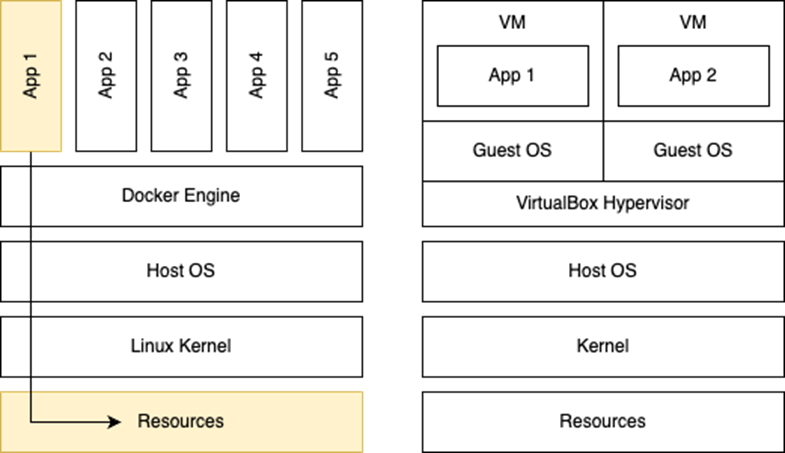 App 1
App 2
App 3
App 4
App 5
Docker Engine
Host OS
Linux Kernel
Resources
VM
VM
App 1
App 2
Guest OS
Guest OS
VirtualBox Hypervisor
Host OS
Kernel
Resources